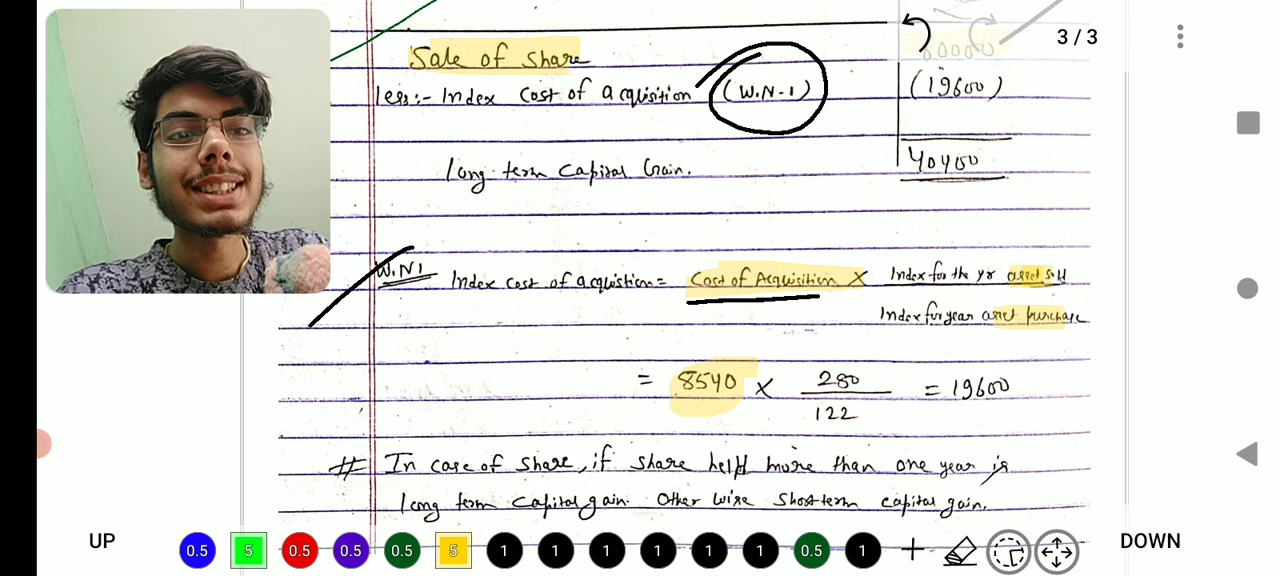 Sale of Share 60000
less:- Index cost of acquisition (W.N-1) (19600)
long term Capital Gain. 40400
W.N1 Index cost of acquistion = Cost of Acquisition X Index for the yr asset sold
Index for year asset purchase
= 8540 X 280 = 19600
122
# In case of share, if share held more than one year is
long term Capital gain. Other wise Short term capital gain.
3 / 3
UP 0.5 5 0.5 0.5 0.5 5 1 1 1 1 1 1 0.5 1 + DOWN